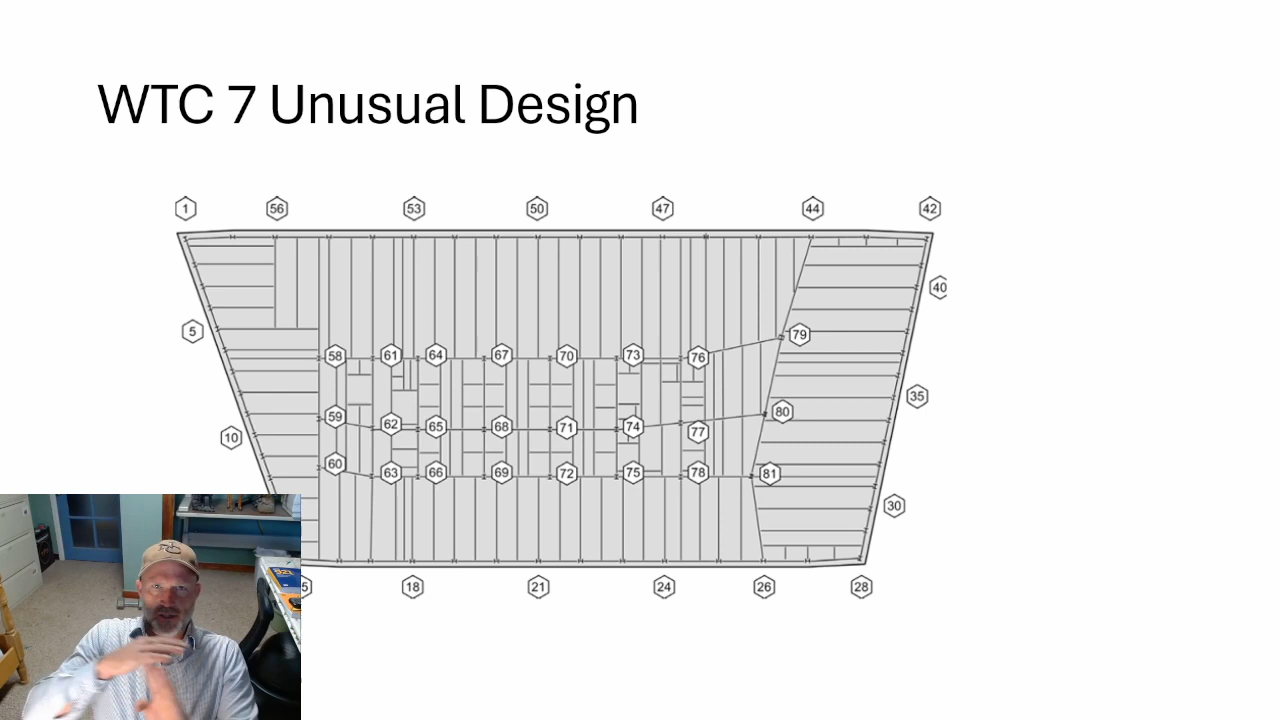 WTC 7 Unusual Design
1 56 53 50 47 44 42
40
5 79
58 61 64 67 70 73 76
35
59 62 65 68 71 74 77 80
10
60 63 66 69 72 75 78 81
30
5 18 21 24 26 28